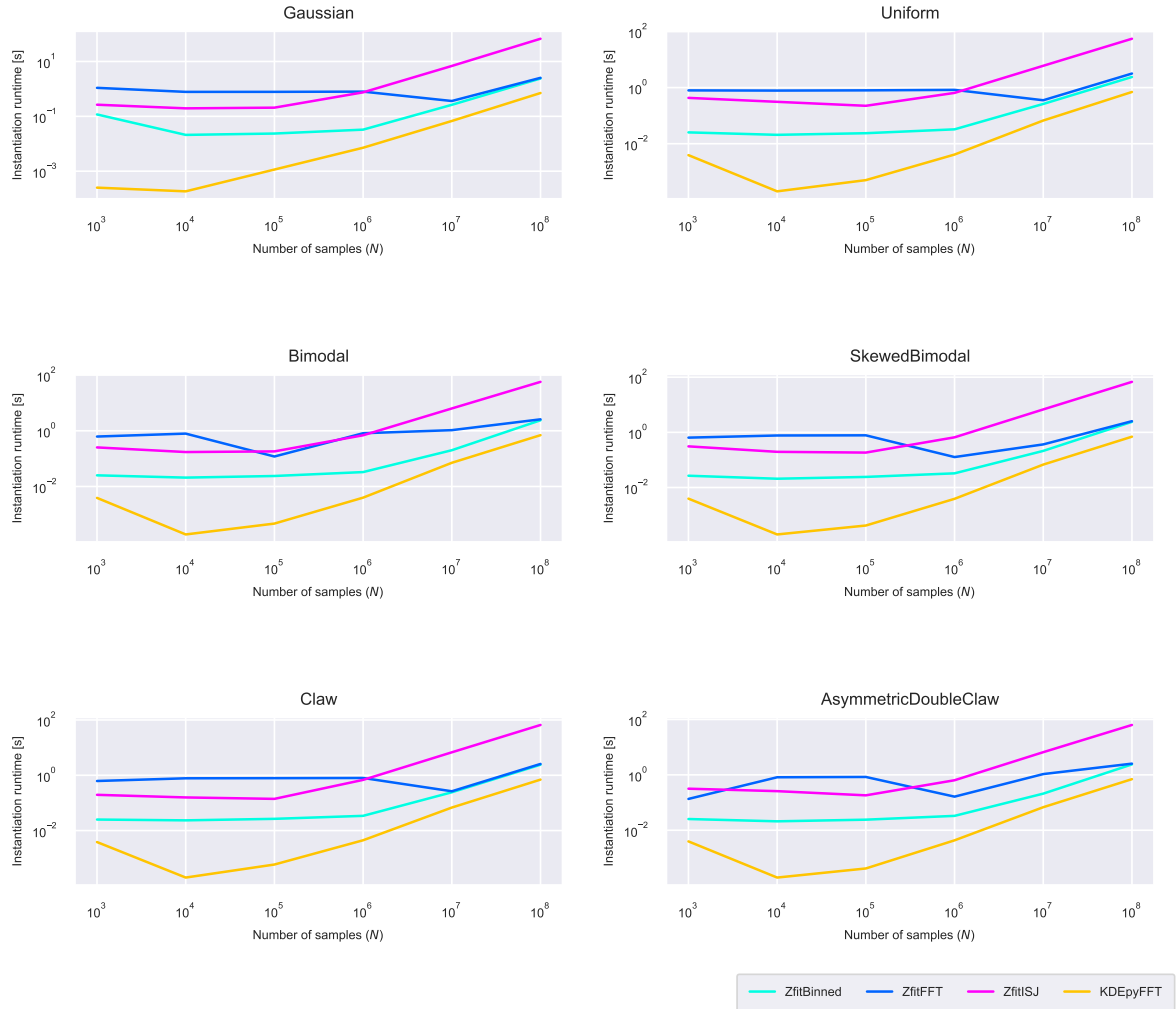 Gaussian
Instantiation runtime [s]
10^1
10^−1
10^−3
10^3 10^4 10^5 10^6 10^7 10^8
Number of samples (N)
Uniform
Instantiation runtime [s]
10^2
10^0
10^−2
10^3 10^4 10^5 10^6 10^7 10^8
Number of samples (N)
Bimodal
Instantiation runtime [s]
10^2
10^0
10^−2
10^3 10^4 10^5 10^6 10^7 10^8
Number of samples (N)
SkewedBimodal
Instantiation runtime [s]
10^2
10^0
10^−2
10^3 10^4 10^5 10^6 10^7 10^8
Number of samples (N)
Claw
Instantiation runtime [s]
10^2
10^0
10^−2
10^3 10^4 10^5 10^6 10^7 10^8
Number of samples (N)
AsymmetricDoubleClaw
Instantiation runtime [s]
10^2
10^0
10^−2
10^3 10^4 10^5 10^6 10^7 10^8
Number of samples (N)
ZfitBinned ZfitFFT ZfitISJ KDEpyFFT